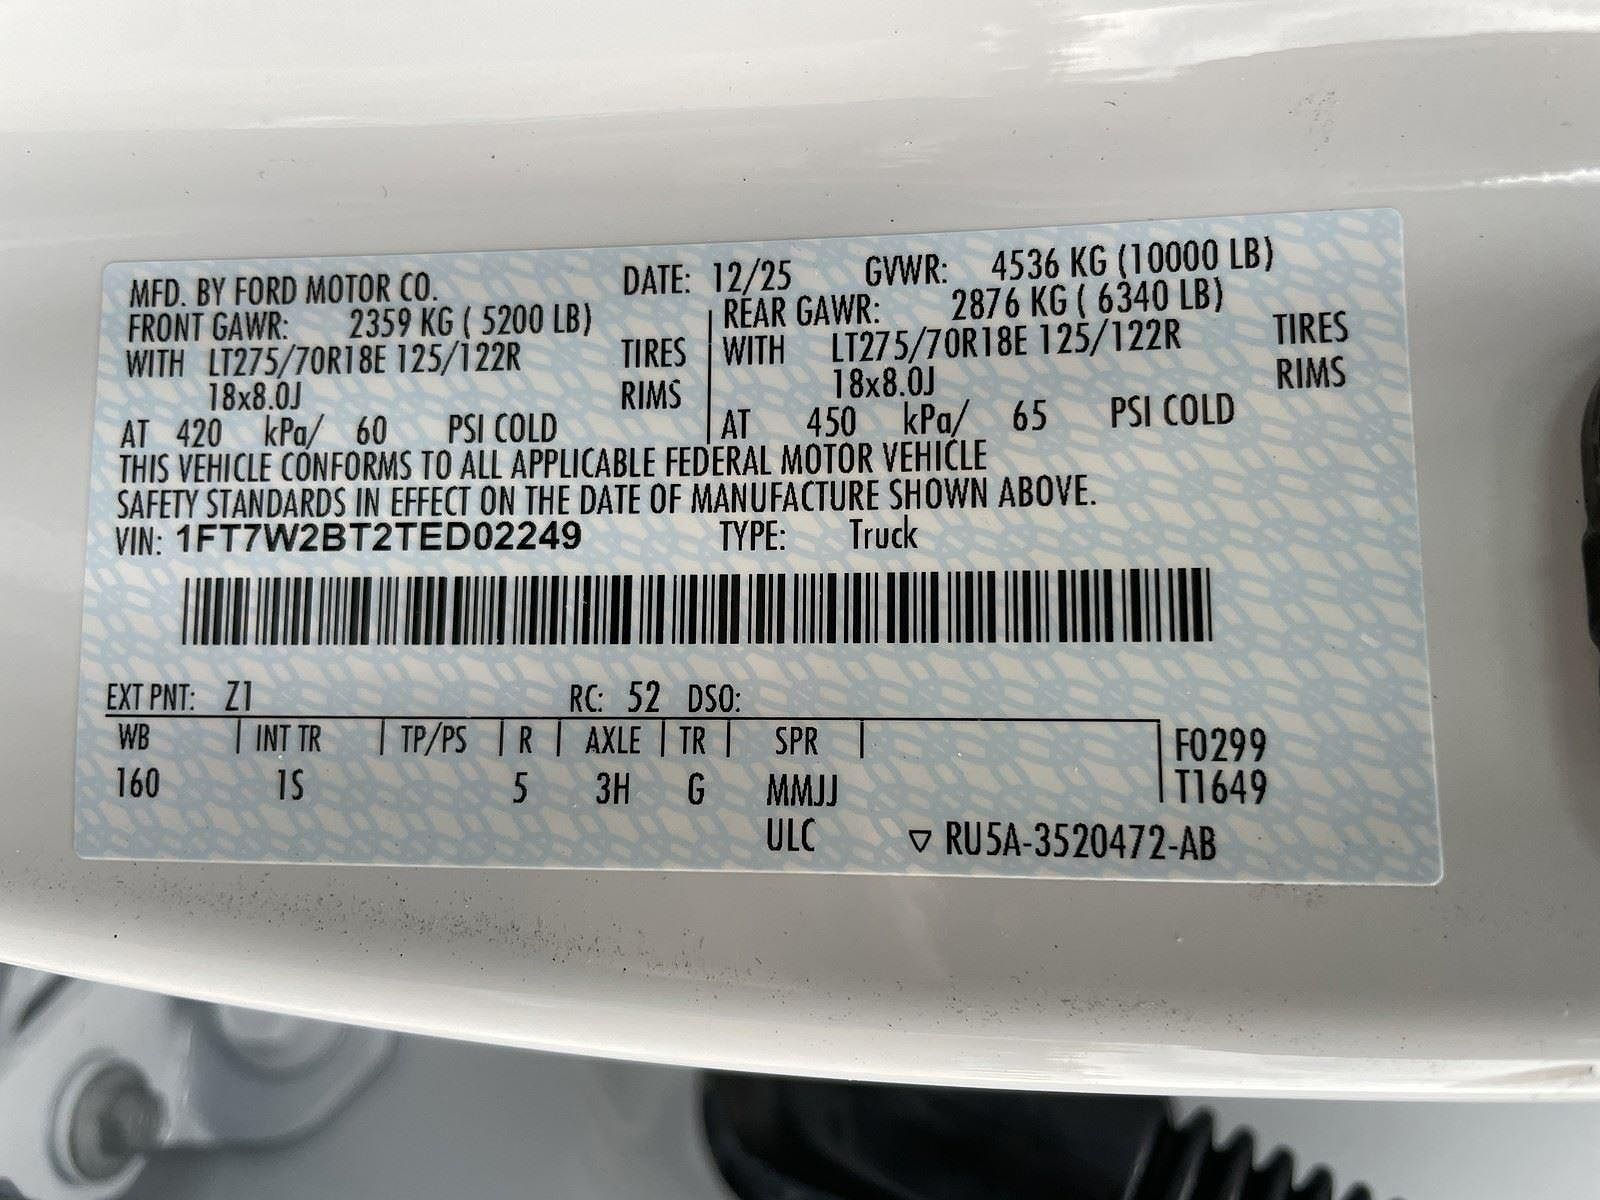 MFD. BY FORD MOTOR CO. DATE: 12/25 GVWR: 4536 KG (10000 LB)
FRONT GAWR: 2359 KG ( 5200 LB) REAR GAWR: 2876 KG ( 6340 LB)
WITH LT275/70R18E 125/122R TIRES WITH LT275/70R18E 125/122R TIRES
18x8.0J RIMS 18x8.0J RIMS
AT 420 kPa/ 60 PSI COLD AT 450 kPa/ 65 PSI COLD
THIS VEHICLE CONFORMS TO ALL APPLICABLE FEDERAL MOTOR VEHICLE
SAFETY STANDARDS IN EFFECT ON THE DATE OF MANUFACTURE SHOWN ABOVE.
VIN: 1FT7W2BT2TED02249 TYPE: Truck
EXT PNT: Z1 RC: 52 DSO:
WB INT TR TP/PS R AXLE TR SPR F0299
160 1S 5 3H G MMJJ T1649
ULC ▽ RU5A-3520472-AB